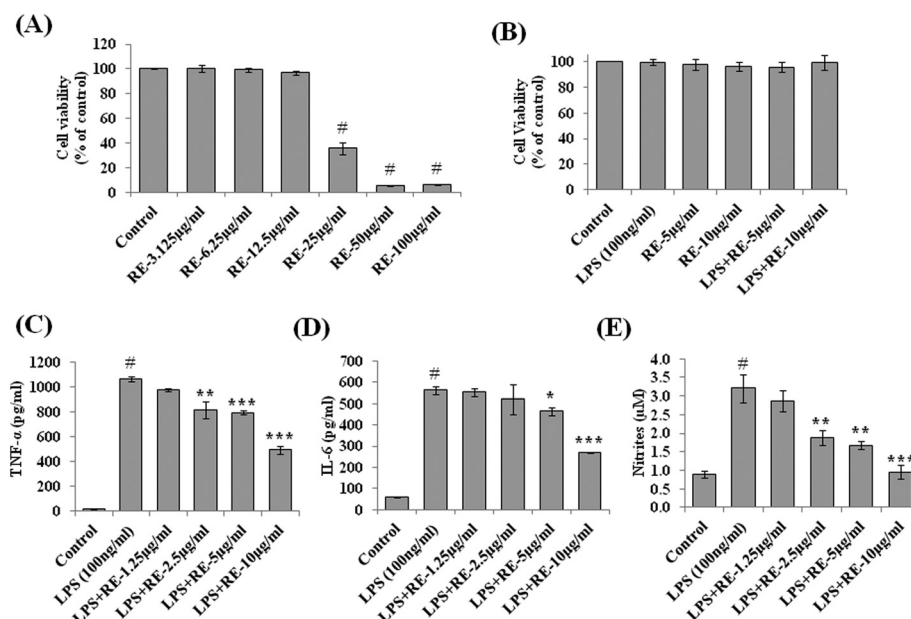 (A)
Cell viability
(% of control)
120
100
80
60
40
20
0
#
#
#
Control
RE-3.125µg/ml
RE-6.25µg/ml
RE-12.5µg/ml
RE-25µg/ml
RE-50µg/ml
RE-100µg/ml
(B)
Cell Viability
(% of control)
100
80
60
40
20
0
Control
LPS (100ng/ml)
RE-5µg/ml
RE-10µg/ml
LPS+RE-5µg/ml
LPS+RE-10µg/ml
(C)
TNF-α (pg/ml)
1200
1000
800
600
400
200
0
#
**
***
***
Control
LPS (100ng/ml)
LPS+RE-1.25µg/ml
LPS+RE-2.5µg/ml
LPS+RE-5µg/ml
LPS+RE-10µg/ml
(D)
IL-6 (pg/ml)
700
600
500
400
300
200
100
0
#
*
***
Control
LPS (100ng/ml)
LPS+RE-1.25µg/ml
LPS+RE-2.5µg/ml
LPS+RE-5µg/ml
LPS+RE-10µg/ml
(E)
Nitrites (µM)
4.0
3.5
3.0
2.5
2.0
1.5
1.0
0.5
0.0
#
**
**
***
Control
LPS (100ng/ml)
LPS+RE-1.25µg/ml
LPS+RE-2.5µg/ml
LPS+RE-5µg/ml
LPS+RE-10µg/ml